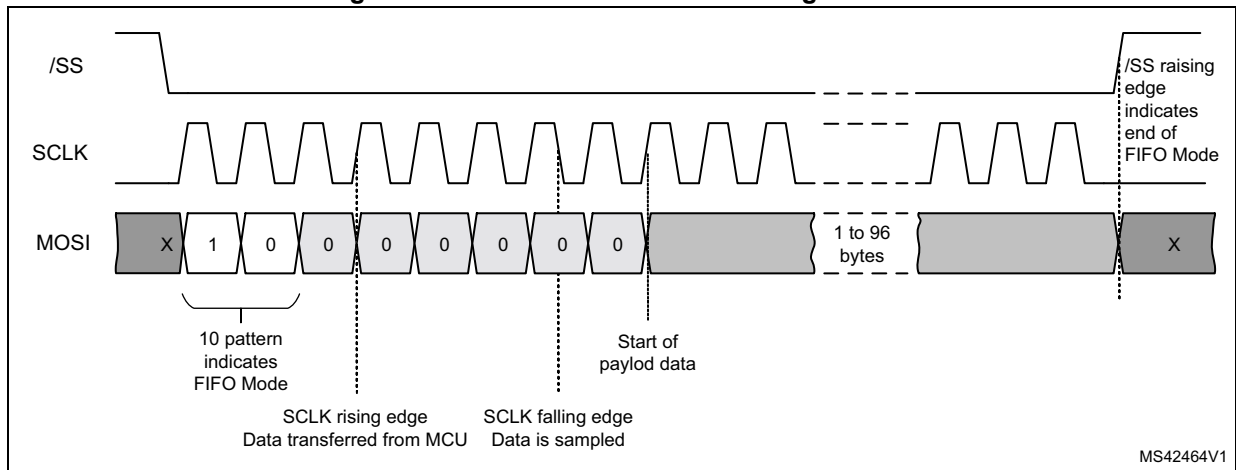 /SS
/SS raising
edge
indicates
end of
FIFO Mode
SCLK
MOSI
X 1 0 0 0 0 0 0 0
1 to 96
bytes
X
10 pattern
indicates
FIFO Mode
Start of
paylod data
SCLK rising edge
Data transferred from MCU
SCLK falling edge
Data is sampled
MS42464V1